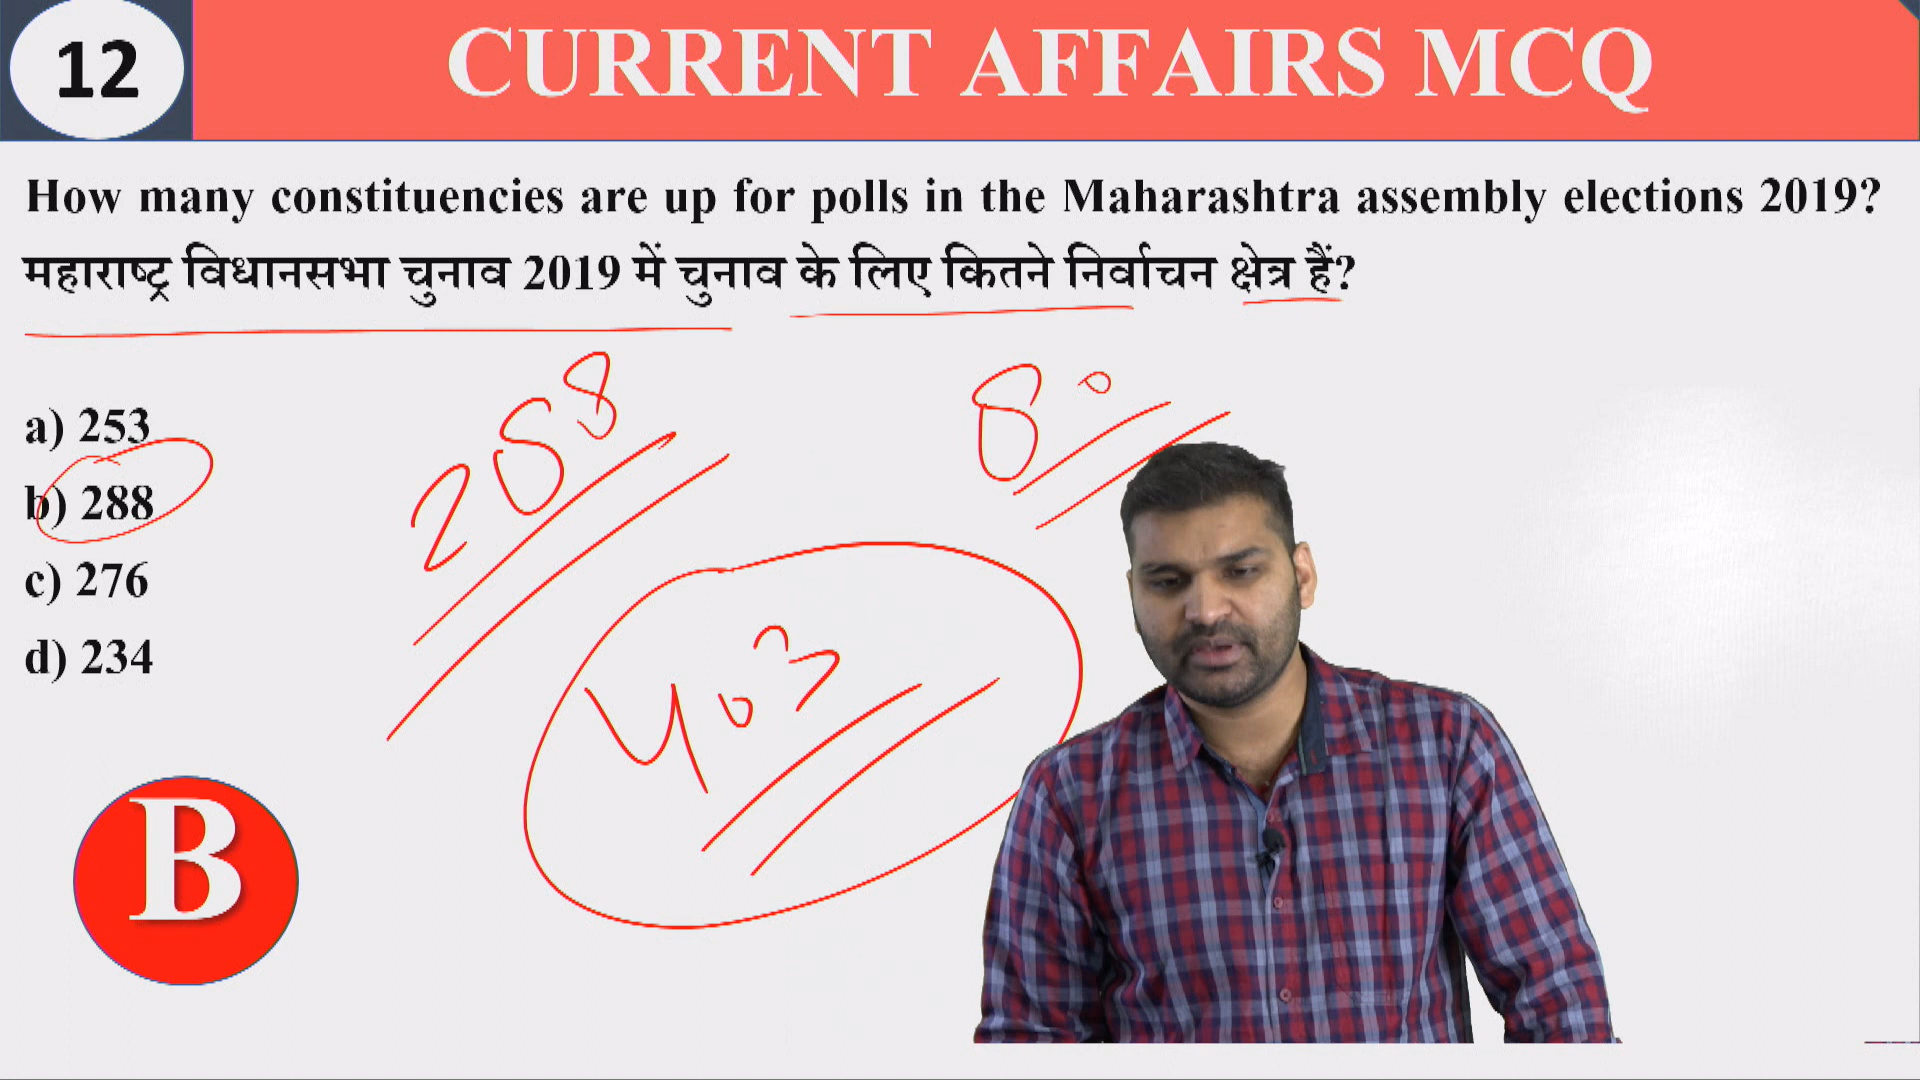 12
CURRENT AFFAIRS MCQ
How many constituencies are up for polls in the Maharashtra assembly elections 2019?
महाराष्ट्र विधानसभा चुनाव 2019 में चुनाव के लिए कितने निर्वाचन क्षेत्र हैं?
a) 253
b) 288
c) 276
d) 234
288
80
403
B